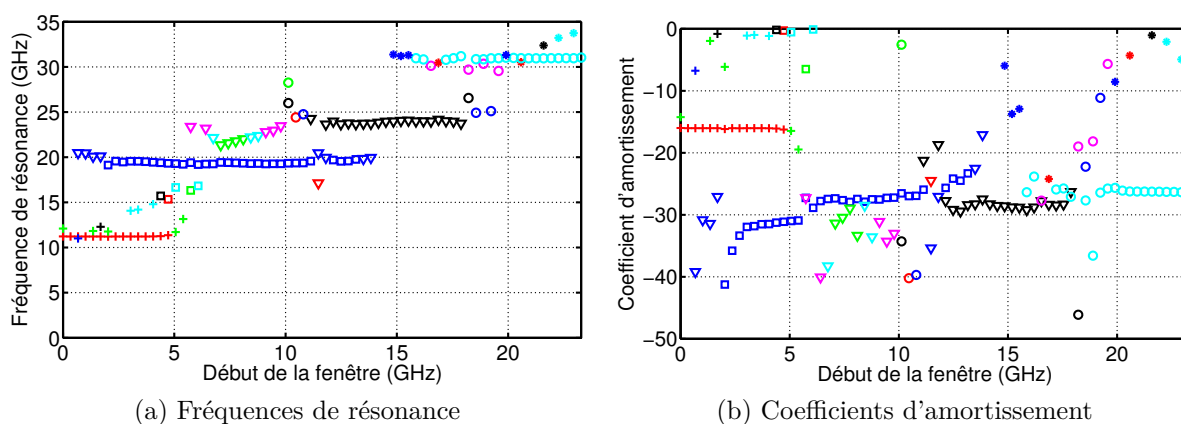 35
30
25
20
15
10
5
0
Fréquence de résonance (GHz)
0 5 10 15 20
Début de la fenêtre (GHz)
(a) Fréquences de résonance
0
−10
−20
−30
−40
−50
Coefficient d'amortissement
0 5 10 15 20
Début de la fenêtre (GHz)
(b) Coefficients d'amortissement